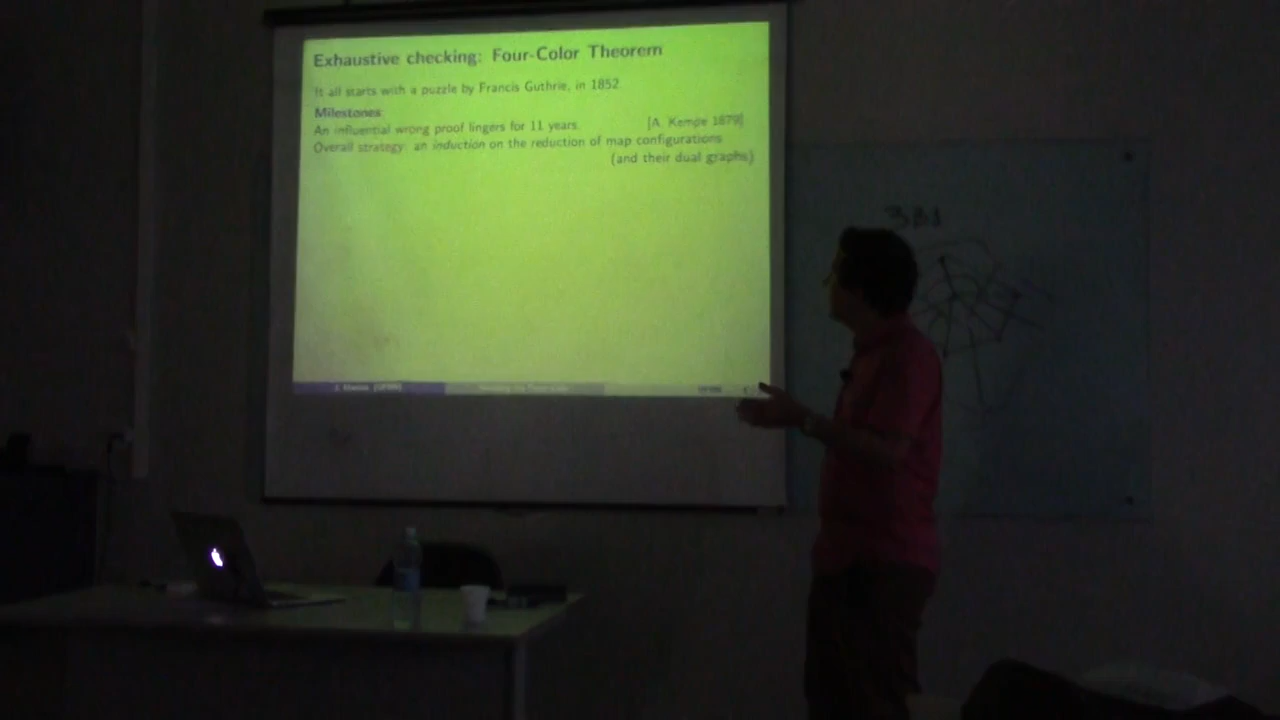 Exhaustive checking: Four-Color Theorem
It all starts with a puzzle by Francis Guthrie, in 1852
Milestones:
An influential wrong proof lingers for 11 years. [A. Kempe 1879]
Overall strategy: an induction on the reduction of map configurations
(and their dual graphs)